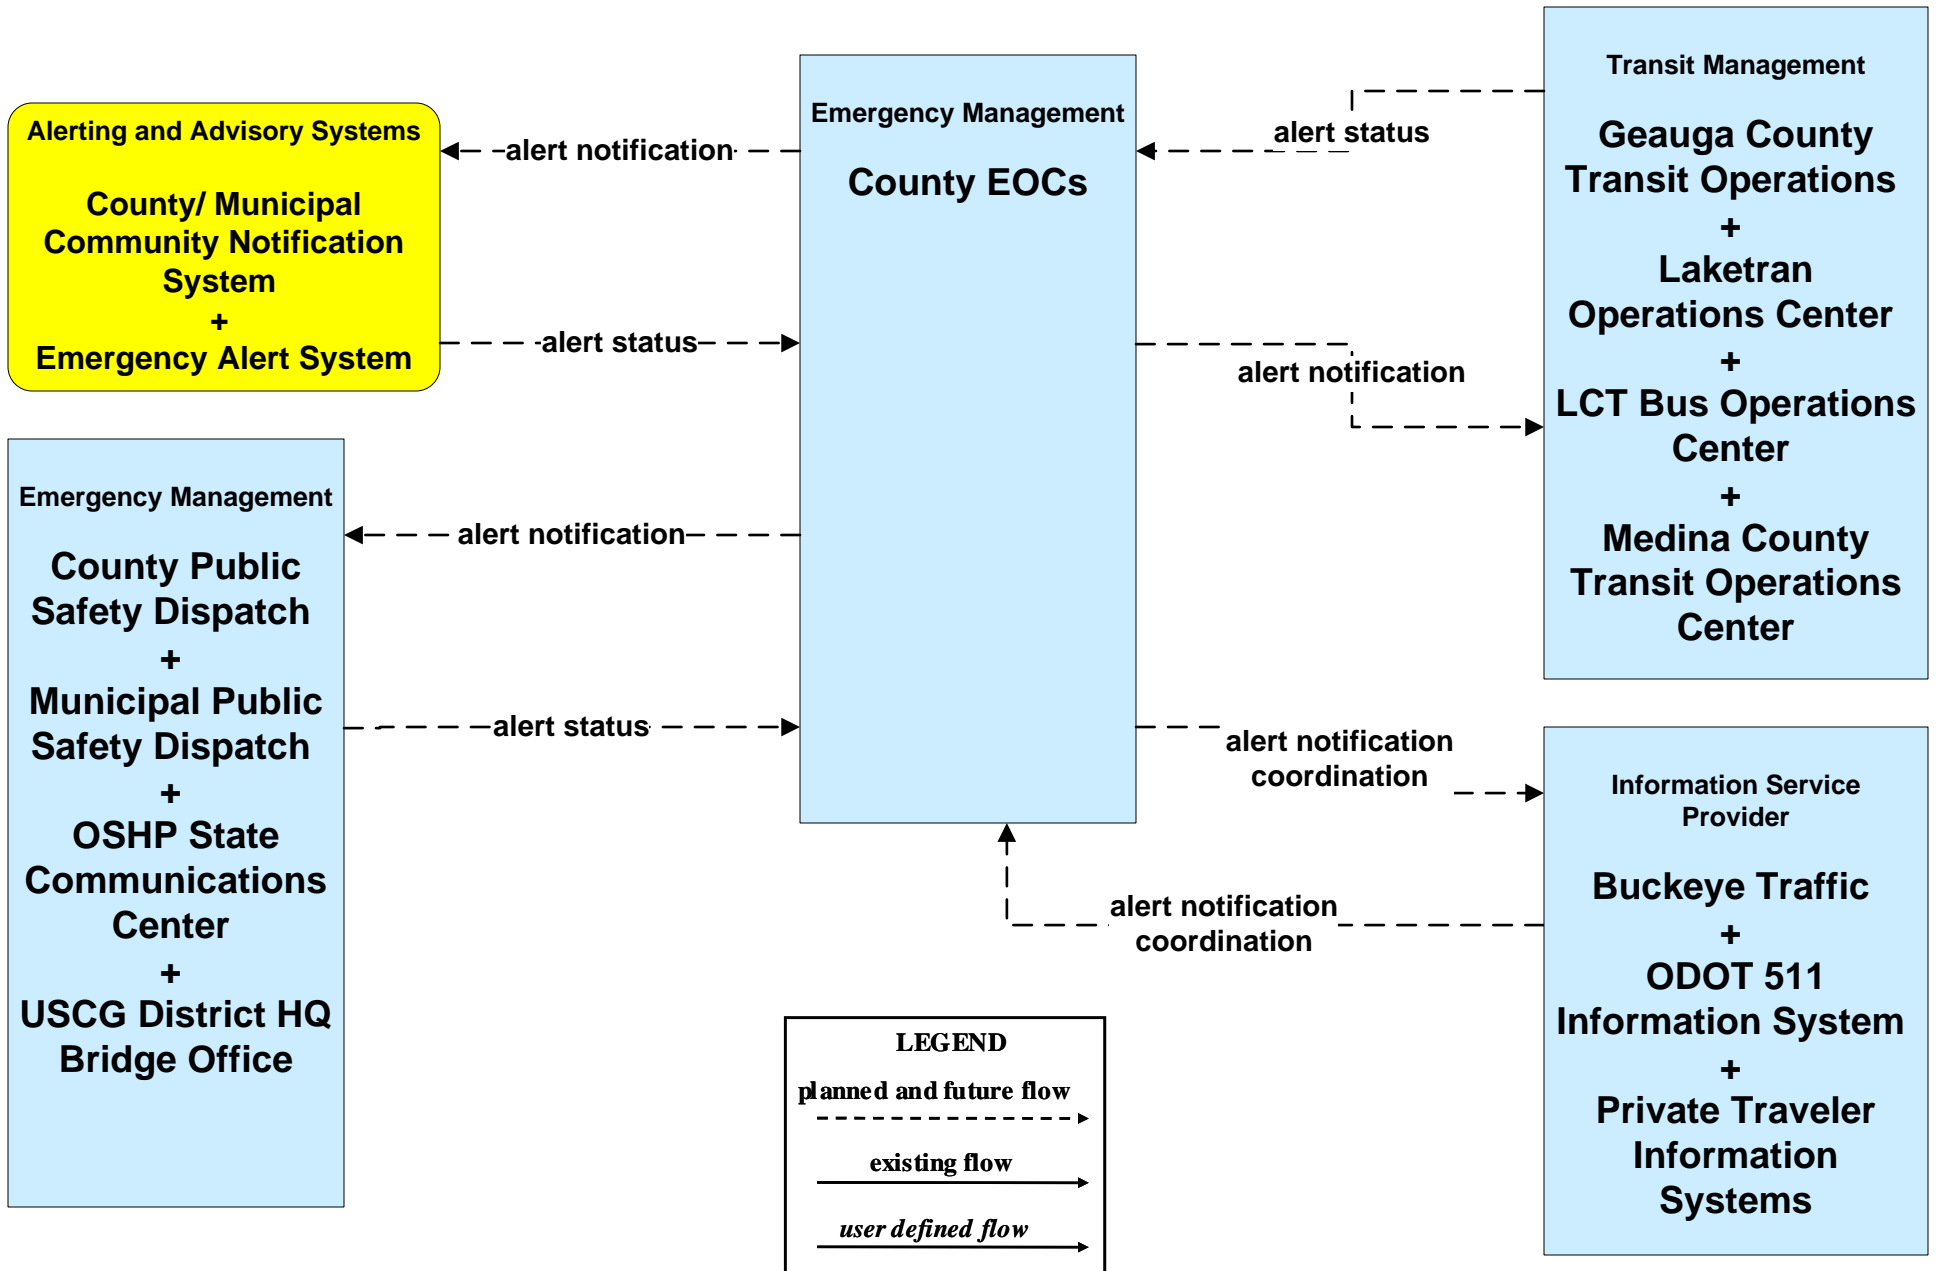 Alerting and Advisory Systems
County/ Municipal
Community Notification
System
+
Emergency Alert System
Emergency Management
County Public
Safety Dispatch
+
Municipal Public
Safety Dispatch
+
OSHP State
Communications
Center
+
USCG District HQ
Bridge Office
alert notification
alert status
alert notification
alert status
Emergency Management
County EOCs
alert status
alert notification
alert notification
coordination
alert notification
coordination
Transit Management
Geauga County
Transit Operations
+
Laketran
Operations Center
+
LCT Bus Operations
Center
+
Medina County
Transit Operations
Center
Information Service
Provider
Buckeye Traffic
+
ODOT 511
Information System
+
Private Traveler
Information
Systems
LEGEND
planned and future flow
existing flow
user defined flow